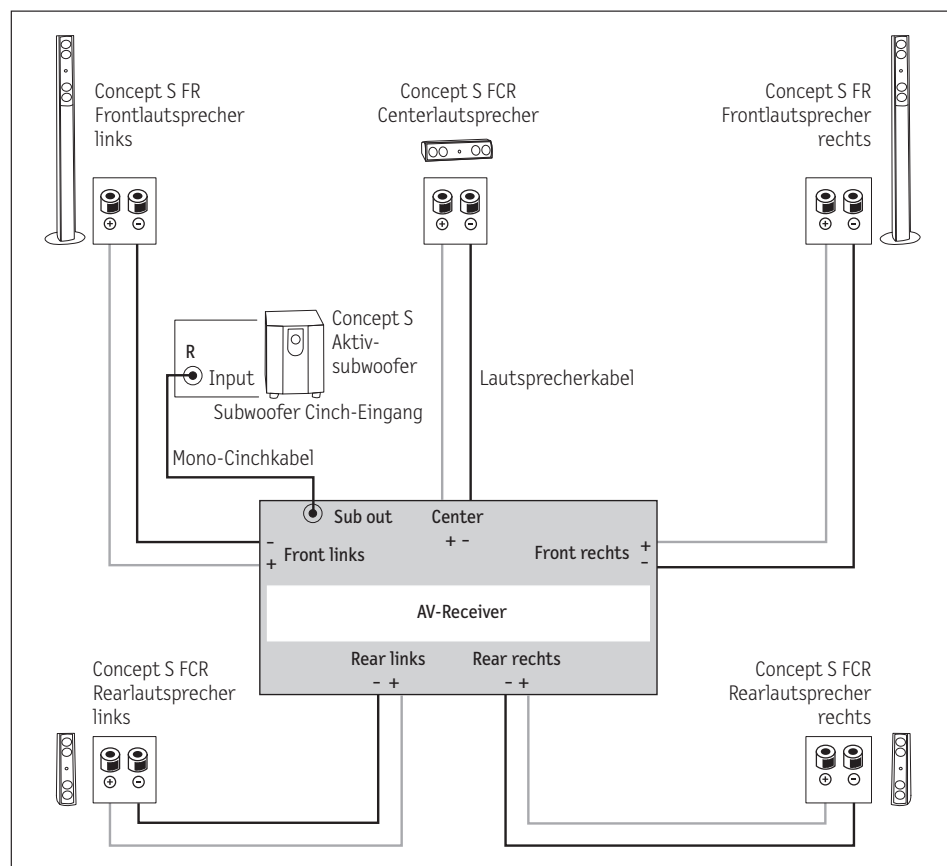 Concept S FR
Frontlautsprecher
links
Concept S FCR
Centerlautsprecher
Concept S FR
Frontlautsprecher
rechts
+ -
+ -
+ -
Concept S
Aktiv-
subwoofer
R
Input
Subwoofer Cinch-Eingang
Lautsprecherkabel
Mono-Cinchkabel
Sub out
Center
+ -
-
+
Front links
Front rechts
+
-
AV-Receiver
Rear links
- +
Rear rechts
- +
Concept S FCR
Rearlautsprecher
links
Concept S FCR
Rearlautsprecher
rechts
+ -
+ -